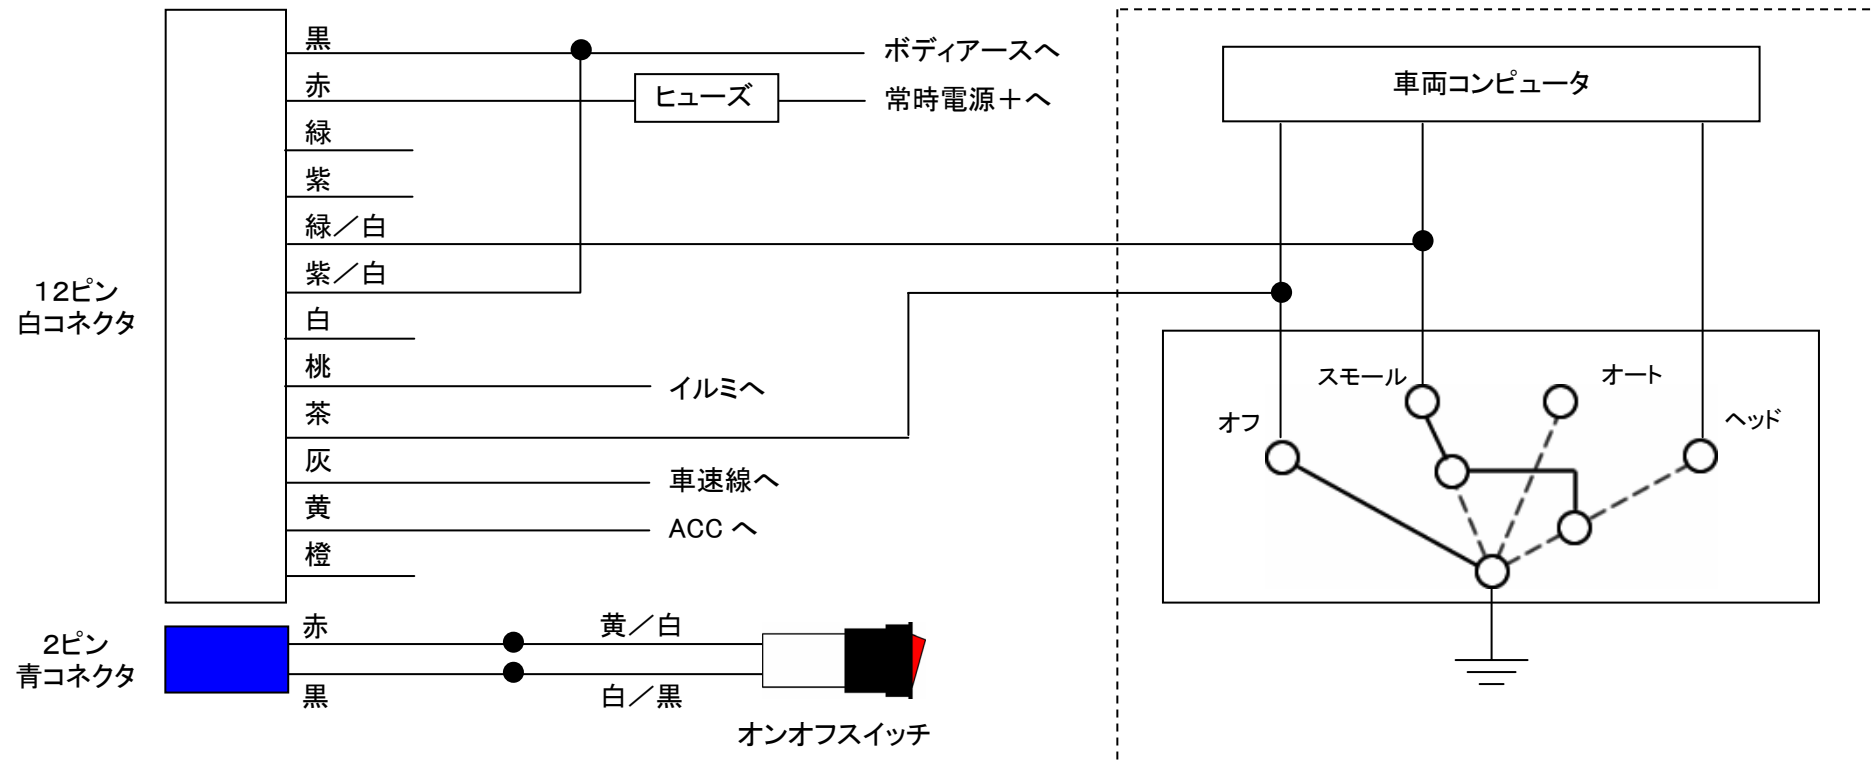 黒
ボディアースへ
赤
ヒューズ
常時電源＋へ
緑
紫
緑／白
紫／白
12ピン
白コネクタ
白
桃
イルミへ
茶
灰
車速線へ
黄
ACC へ
橙
2ピン
青コネクタ
赤
黄／白
黒
白／黒
オンオフスイッチ
車両コンピュータ
スモール
オート
オフ
ヘッド